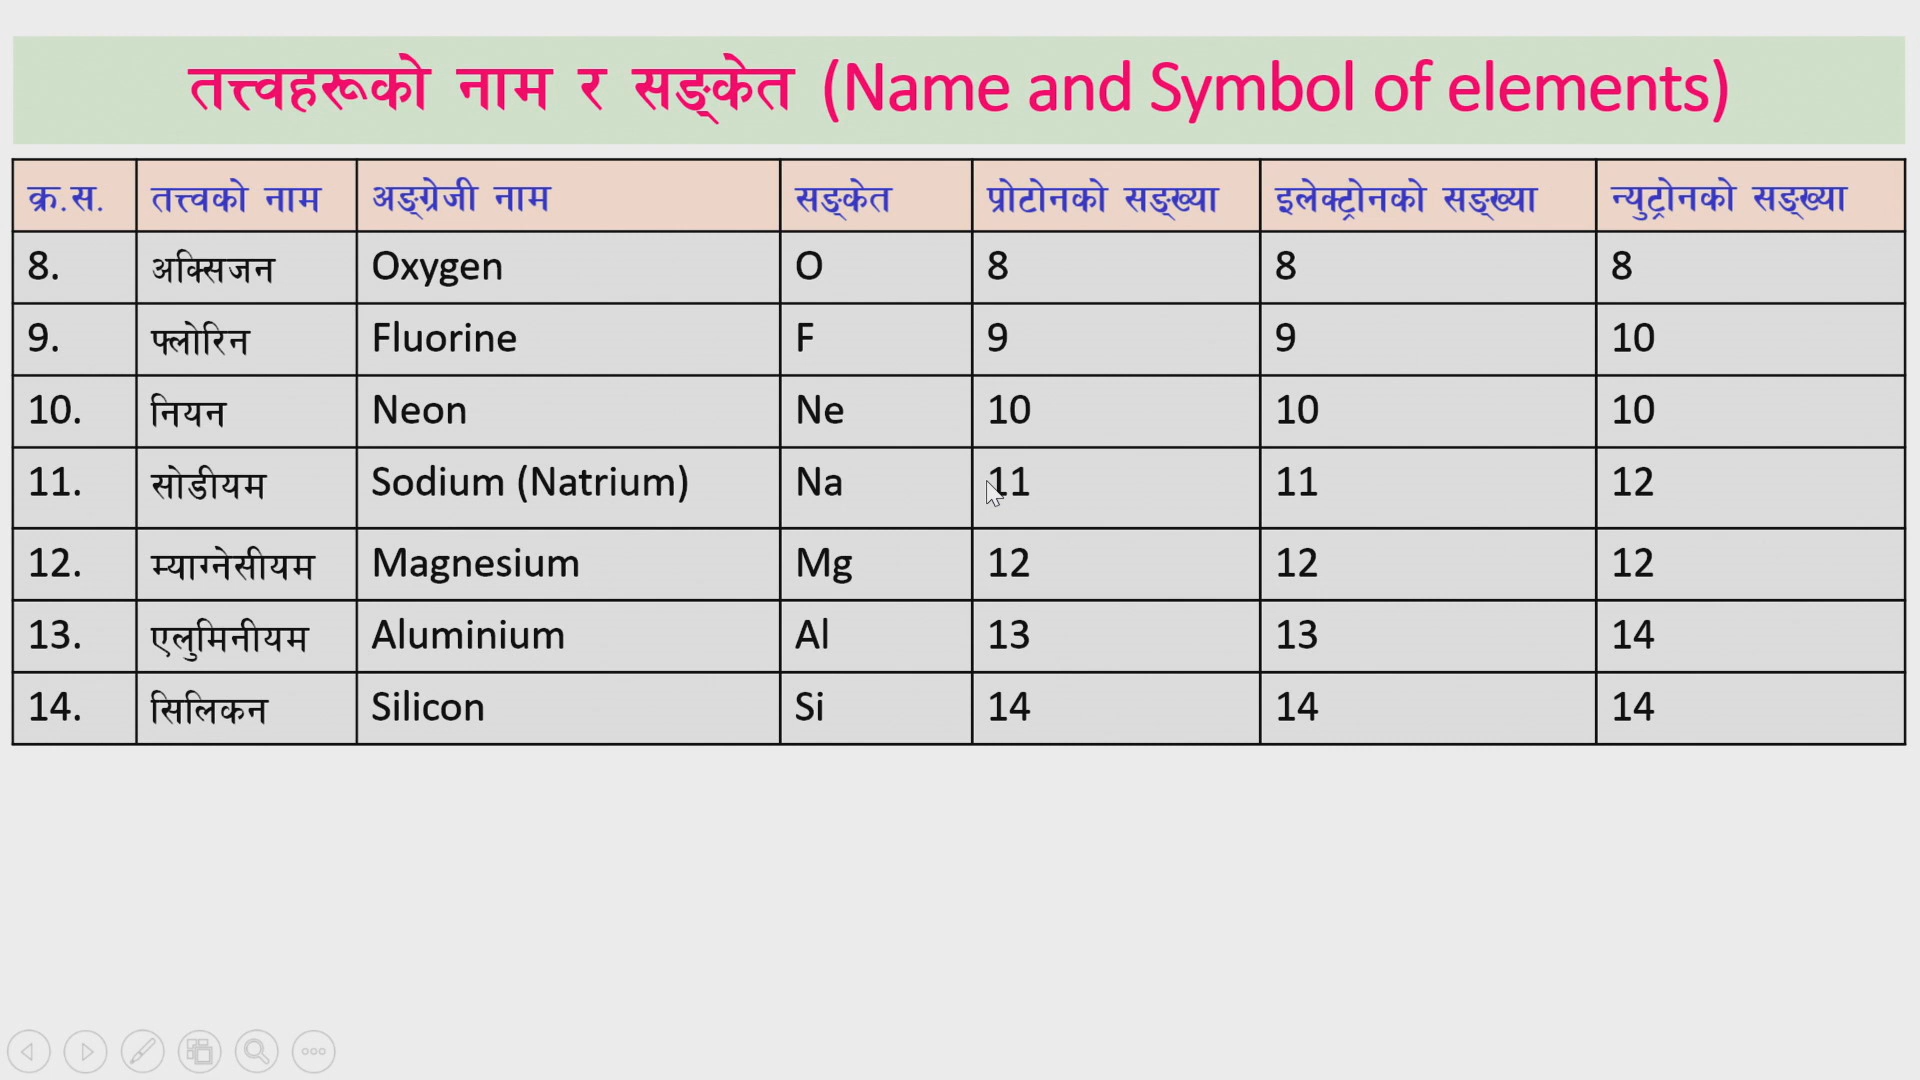 तत्त्वहरूको नाम र सङ्केत (Name and Symbol of elements)
क्र.स. तत्त्वको नाम अङ्ग्रेजी नाम सङ्केत प्रोटोनको सङ्ख्या इलेक्ट्रोनको सङ्ख्या न्युट्रोनको सङ्ख्या
8. अक्सिजन Oxygen O 8 8 8
9. फ्लोरिन Fluorine F 9 9 10
10. नियन Neon Ne 10 10 10
11. सोडीयम Sodium (Natrium) Na 11 11 12
12. म्याग्नेसीयम Magnesium Mg 12 12 12
13. एलुमिनीयम Aluminium Al 13 13 14
14. सिलिकन Silicon Si 14 14 14